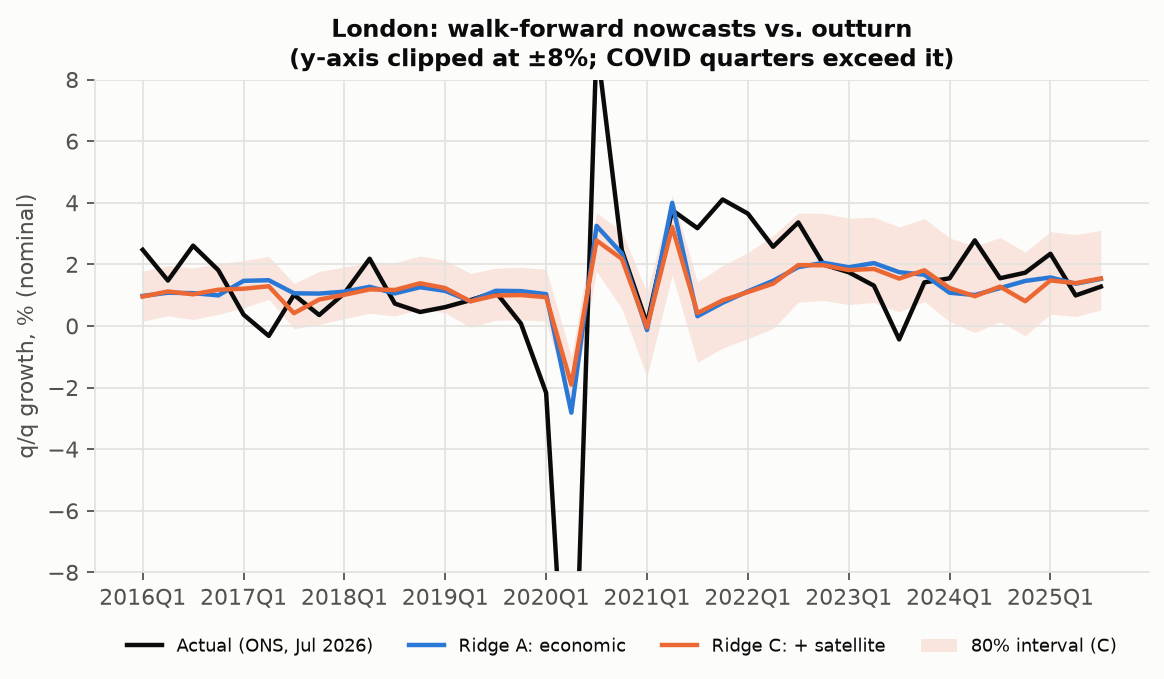 London: walk-forward nowcasts vs. outturn
(y-axis clipped at ±8%; COVID quarters exceed it)
q/q growth, % (nominal)
8
6
4
2
0
−2
−4
−6
−8
2016Q1 2017Q1 2018Q1 2019Q1 2020Q1 2021Q1 2022Q1 2023Q1 2024Q1 2025Q1
Actual (ONS, Jul 2026) Ridge A: economic Ridge C: + satellite 80% interval (C)